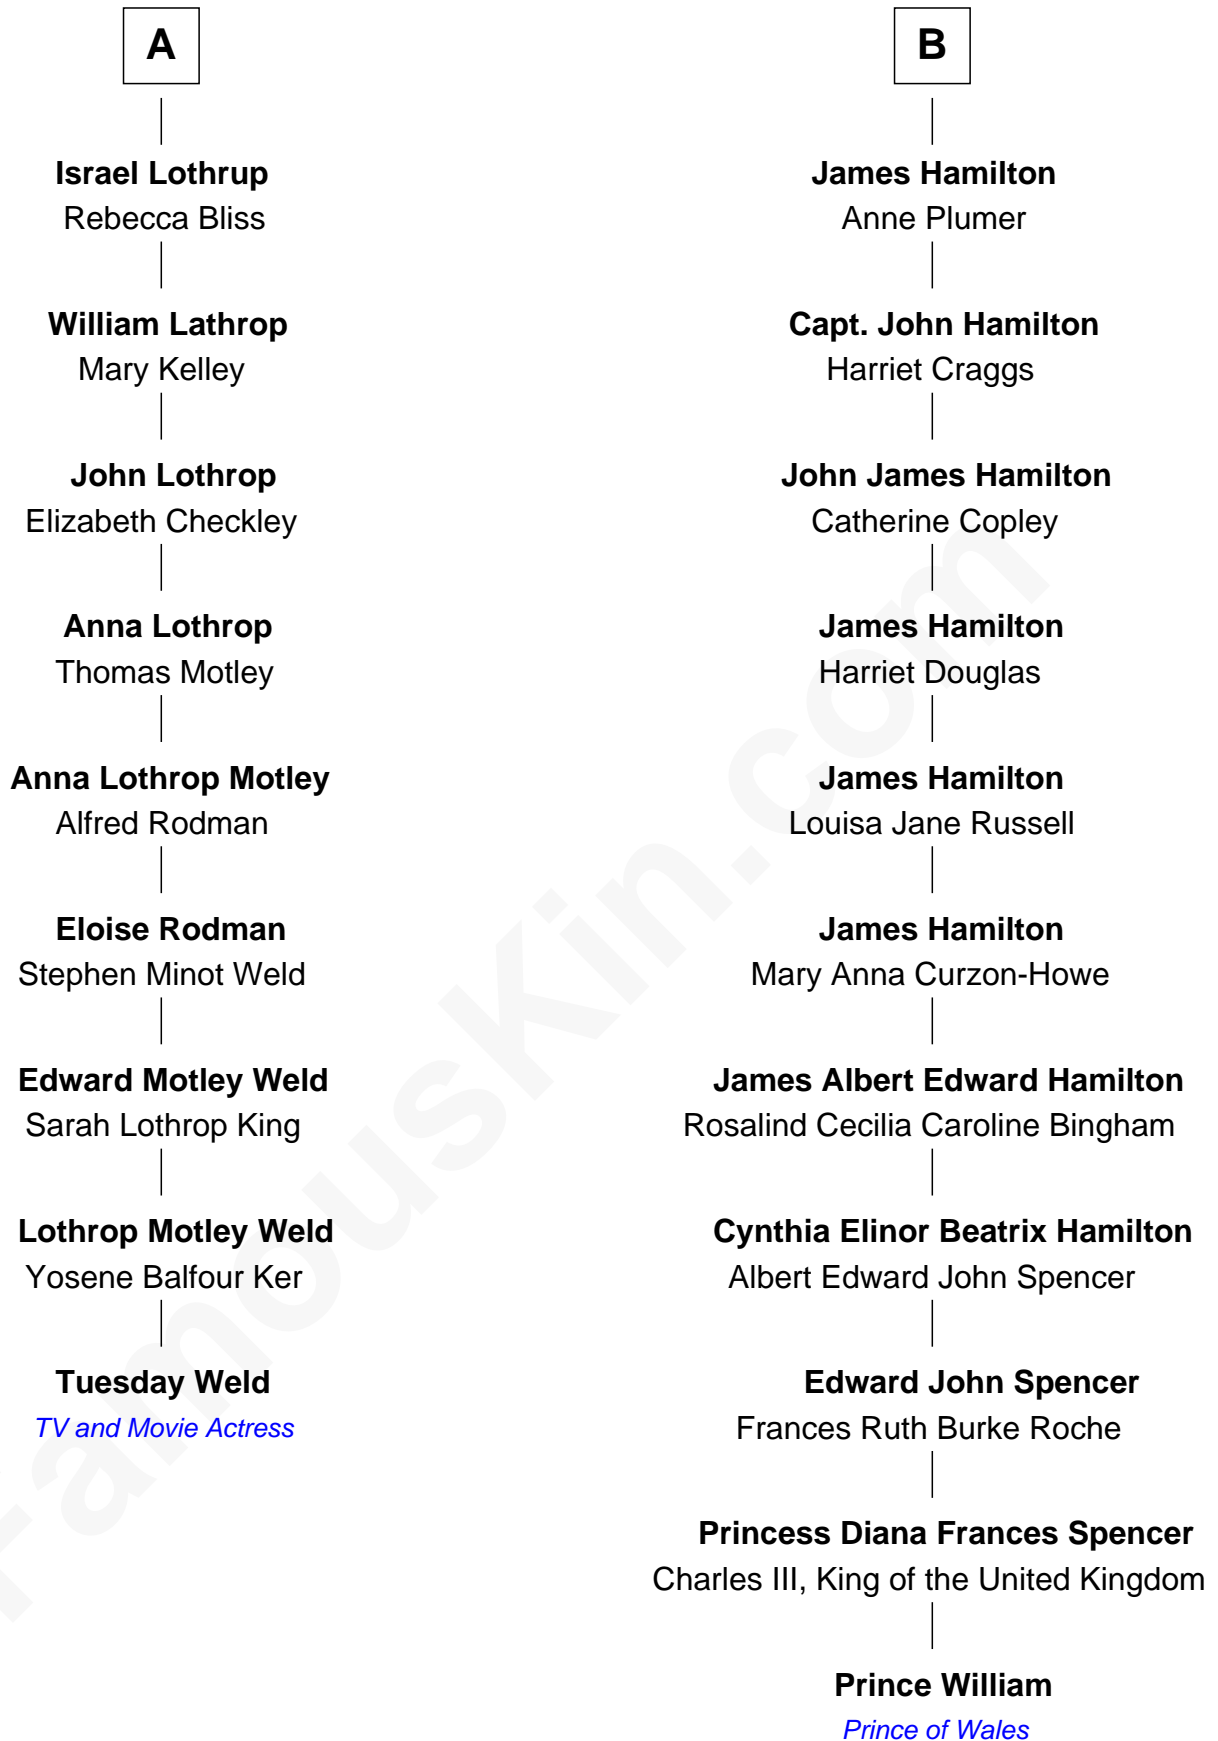 A
Israel Lothrup
Rebecca Bliss
William Lathrop
Mary Kelley
John Lothrop
Elizabeth Checkley
Anna Lothrop
Thomas Motley
Anna Lothrop Motley
Alfred Rodman
Eloise Rodman
Stephen Minot Weld
Edward Motley Weld
Sarah Lothrop King
Lothrop Motley Weld
Yosene Balfour Ker
Tuesday Weld
TV and Movie Actress
B
James Hamilton
Anne Plumer
Capt. John Hamilton
Harriet Craggs
John James Hamilton
Catherine Copley
James Hamilton
Harriet Douglas
James Hamilton
Louisa Jane Russell
James Hamilton
Mary Anna Curzon-Howe
James Albert Edward Hamilton
Rosalind Cecilia Caroline Bingham
Cynthia Elinor Beatrix Hamilton
Albert Edward John Spencer
Edward John Spencer
Frances Ruth Burke Roche
Princess Diana Frances Spencer
Charles III, King of the United Kingdom
Prince William
Prince of Wales
FamousKin.com